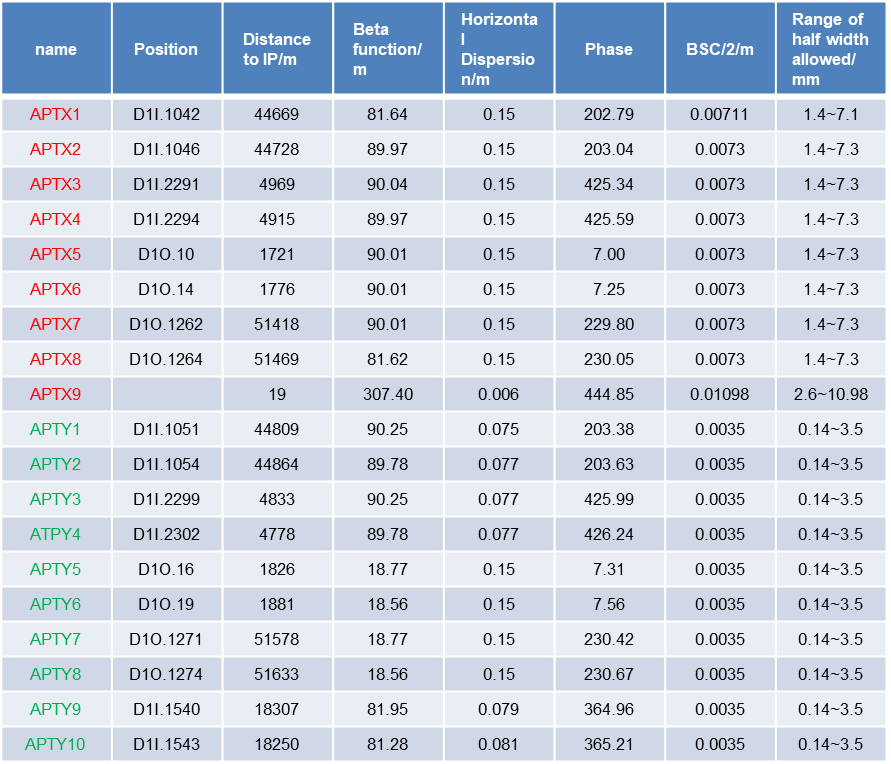 name Position Distance to IP/m Beta function/ m Horizonta l Dispersio n/m Phase BSC/2/m Range of half width allowed/ mm
APTX1 D1I.1042 44669 81.64 0.15 202.79 0.00711 1.4~7.1
APTX2 D1I.1046 44728 89.97 0.15 203.04 0.0073 1.4~7.3
APTX3 D1I.2291 4969 90.04 0.15 425.34 0.0073 1.4~7.3
APTX4 D1I.2294 4915 89.97 0.15 425.59 0.0073 1.4~7.3
APTX5 D1O.10 1721 90.01 0.15 7.00 0.0073 1.4~7.3
APTX6 D1O.14 1776 90.01 0.15 7.25 0.0073 1.4~7.3
APTX7 D1O.1262 51418 90.01 0.15 229.80 0.0073 1.4~7.3
APTX8 D1O.1264 51469 81.62 0.15 230.05 0.0073 1.4~7.3
APTX9 19 307.40 0.006 444.85 0.01098 2.6~10.98
APTY1 D1I.1051 44809 90.25 0.075 203.38 0.0035 0.14~3.5
APTY2 D1I.1054 44864 89.78 0.077 203.63 0.0035 0.14~3.5
APTY3 D1I.2299 4833 90.25 0.077 425.99 0.0035 0.14~3.5
ATPY4 D1I.2302 4778 89.78 0.077 426.24 0.0035 0.14~3.5
APTY5 D1O.16 1826 18.77 0.15 7.31 0.0035 0.14~3.5
APTY6 D1O.19 1881 18.56 0.15 7.56 0.0035 0.14~3.5
APTY7 D1O.1271 51578 18.77 0.15 230.42 0.0035 0.14~3.5
APTY8 D1O.1274 51633 18.56 0.15 230.67 0.0035 0.14~3.5
APTY9 D1I.1540 18307 81.95 0.079 364.96 0.0035 0.14~3.5
APTY10 D1I.1543 18250 81.28 0.081 365.21 0.0035 0.14~3.5